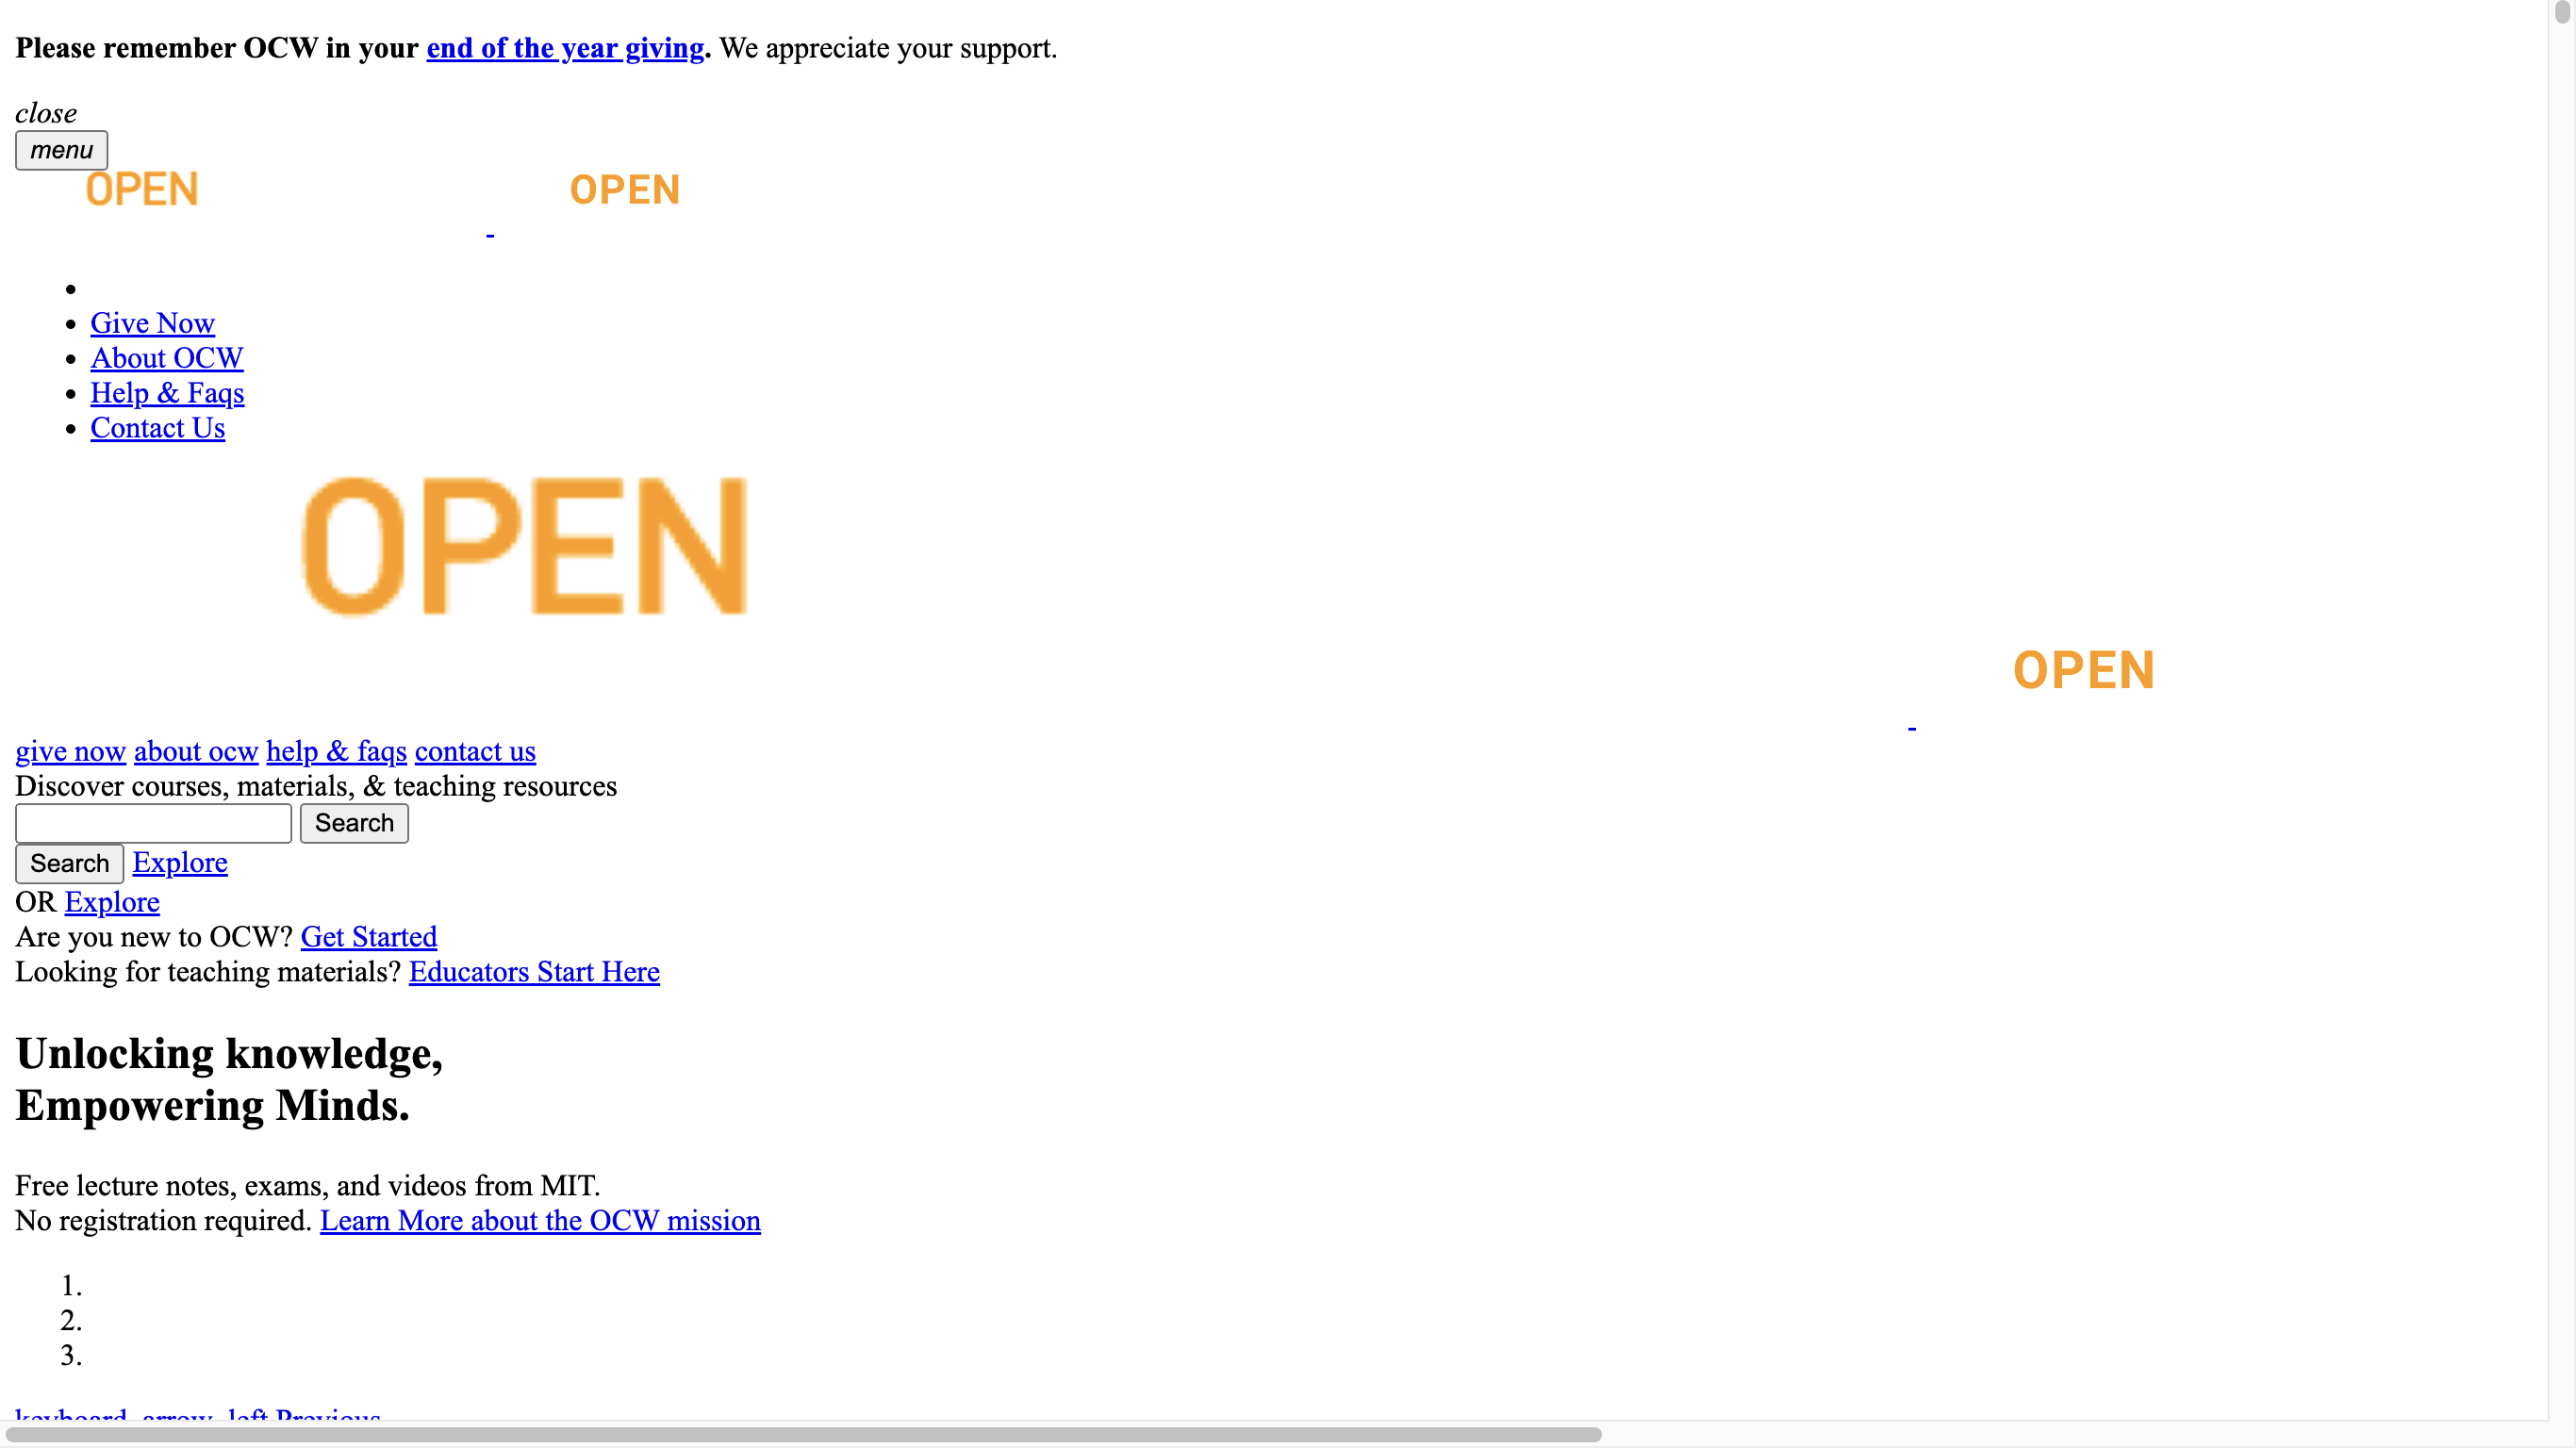 Please remember OCW in your end of the year giving. We appreciate your support.
close
menu
OPEN OPEN
Give Now
About OCW
Help & Faqs
Contact Us
OPEN
OPEN
give now about ocw help & faqs contact us
Discover courses, materials, & teaching resources
Search
Search Explore
OR Explore
Are you new to OCW? Get Started
Looking for teaching materials? Educators Start Here
Unlocking knowledge,
Empowering Minds.
Free lecture notes, exams, and videos from MIT.
No registration required. Learn More about the OCW mission
1.
2.
3.
keyboard_arrow_left Previous